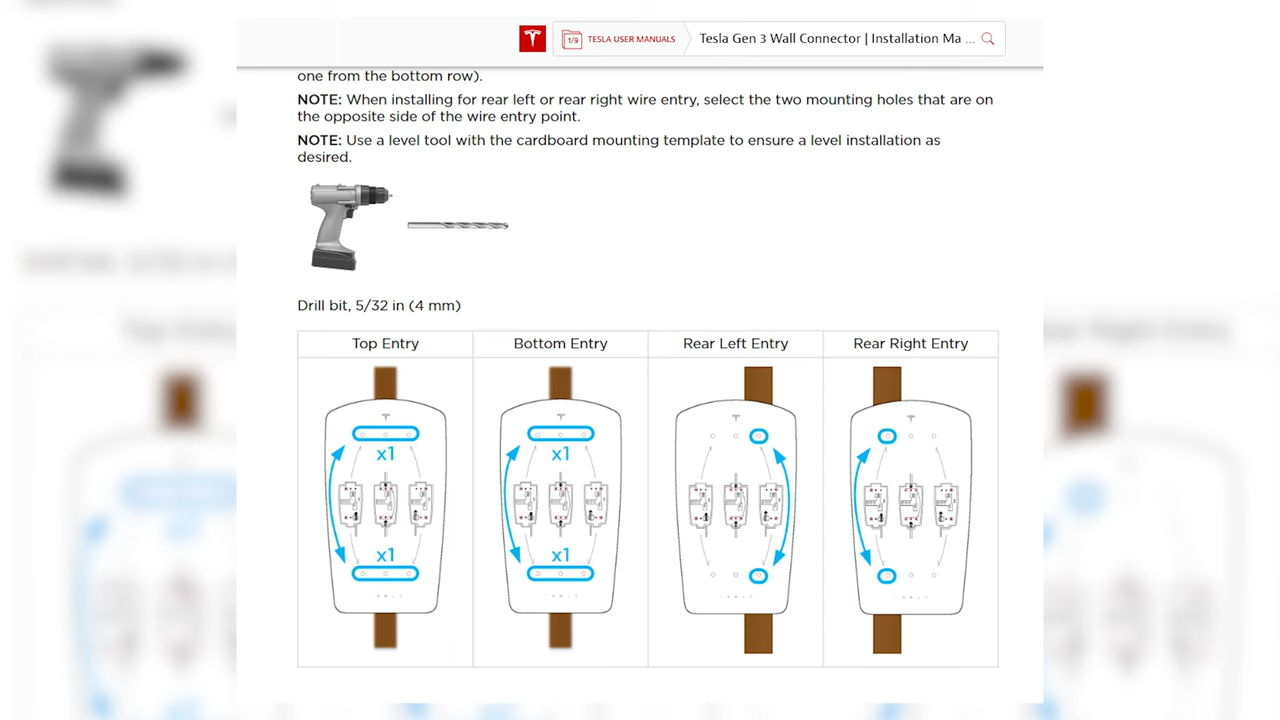 1/9 TESLA USER MANUALS Tesla Gen 3 Wall Connector | Installation Ma ...
one from the bottom row).
NOTE: When installing for rear left or rear right wire entry, select the two mounting holes that are on
the opposite side of the wire entry point.
NOTE: Use a level tool with the cardboard mounting template to ensure a level installation as
desired.
Drill bit, 5/32 in (4 mm)
Top Entry Bottom Entry Rear Left Entry Rear Right Entry
x1 x1
x1 x1